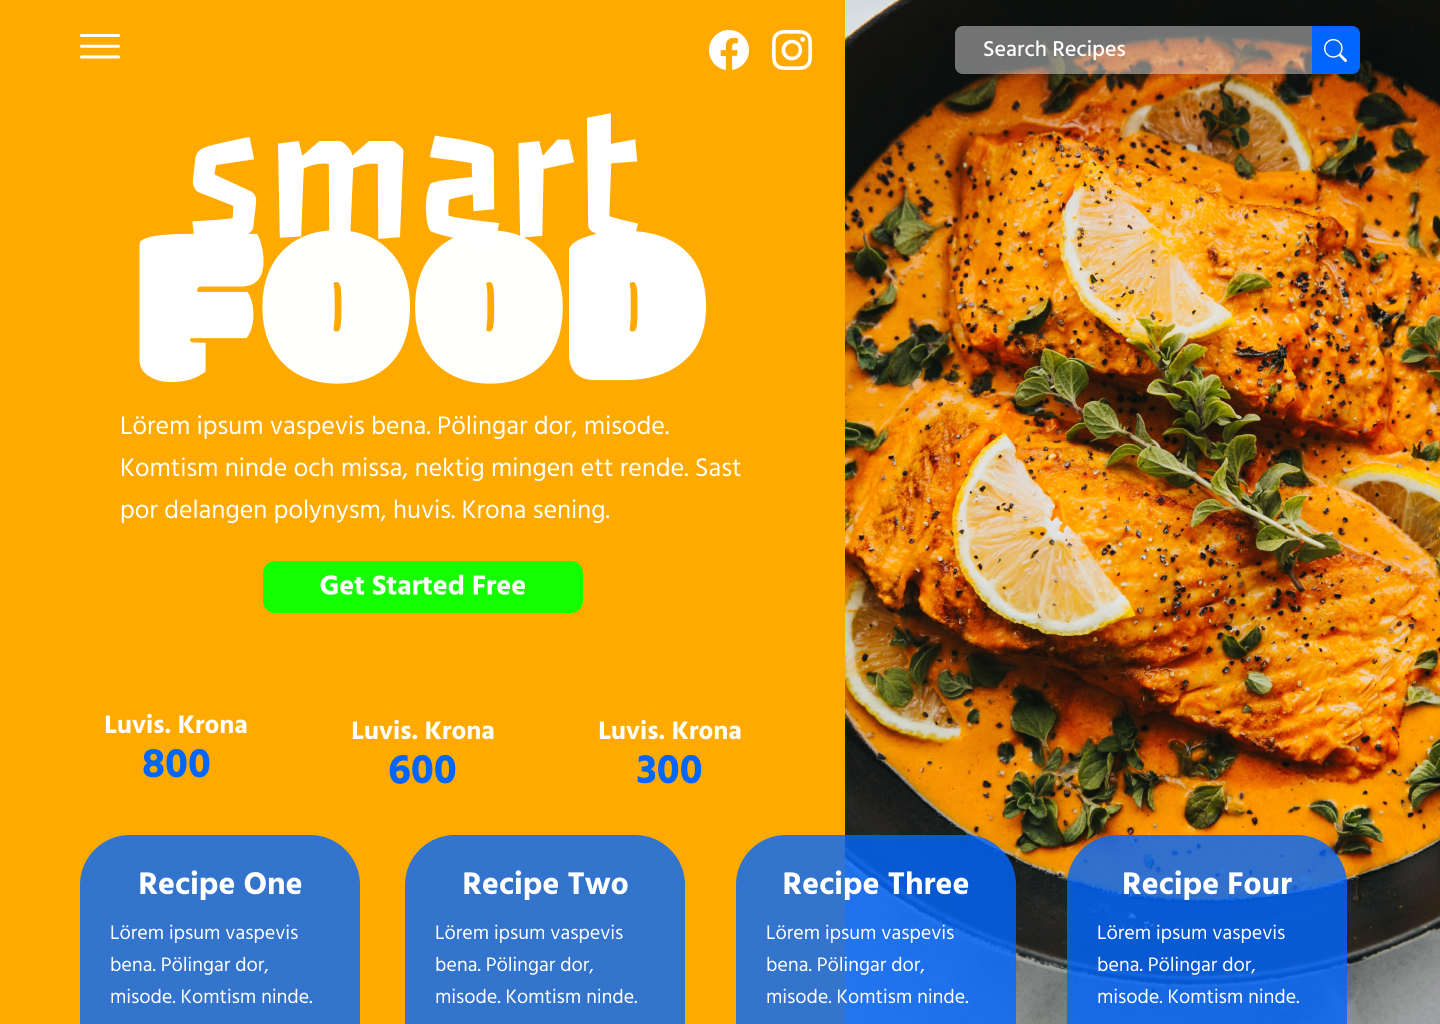 Search Recipes
smart
FOOD
Lörem ipsum vaspevis bena. Pölingar dor, misode.
Komtism ninde och missa, nektig mingen ett rende. Sast
por delangen polynysm, huvis. Krona sening.
Get Started Free
Luvis. Krona
800
Luvis. Krona
600
Luvis. Krona
300
Recipe One
Lörem ipsum vaspevis
bena. Pölingar dor,
misode. Komtism ninde.
Recipe Two
Lörem ipsum vaspevis
bena. Pölingar dor,
misode. Komtism ninde.
Recipe Three
Lörem ipsum vaspevis
bena. Pölingar dor,
misode. Komtism ninde.
Recipe Four
Lörem ipsum vaspevis
bena. Pölingar dor,
misode. Komtism ninde.